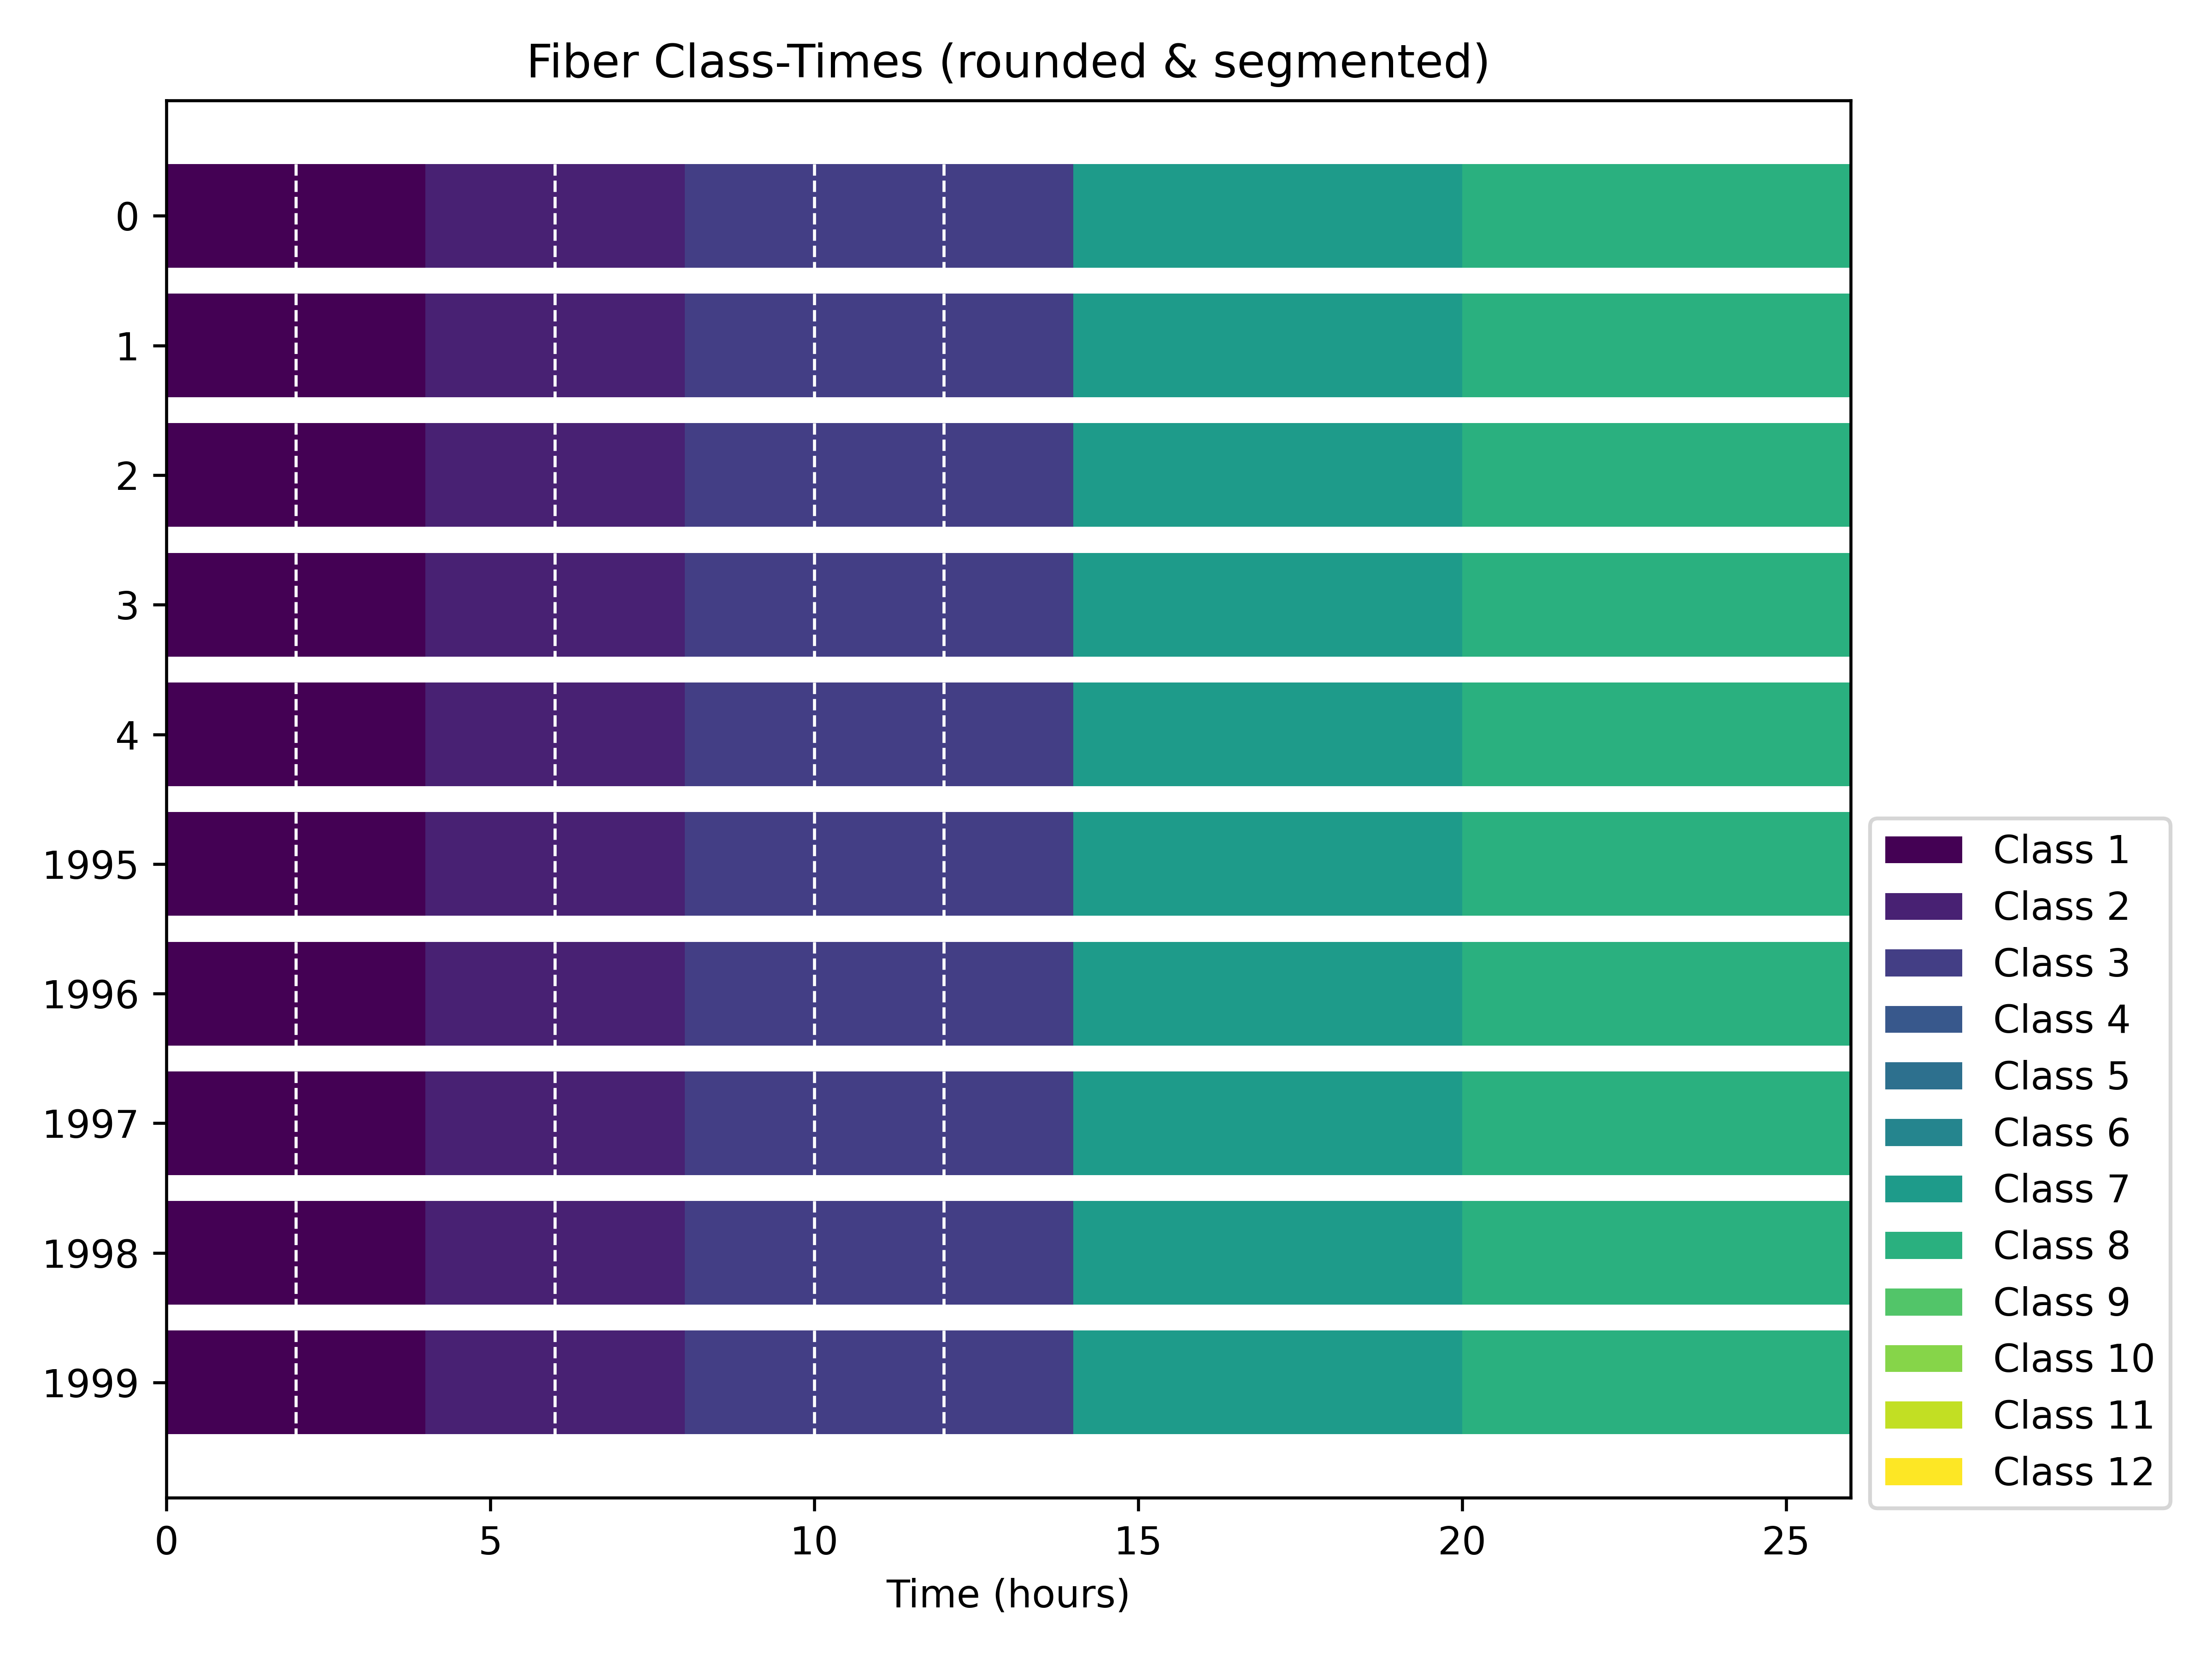 Fiber Class-Times (rounded & segmented)
0
1
2
3
4
1995
1996
1997
1998
1999
0 5 10 15 20 25
Time (hours)
Class 1
Class 2
Class 3
Class 4
Class 5
Class 6
Class 7
Class 8
Class 9
Class 10
Class 11
Class 12